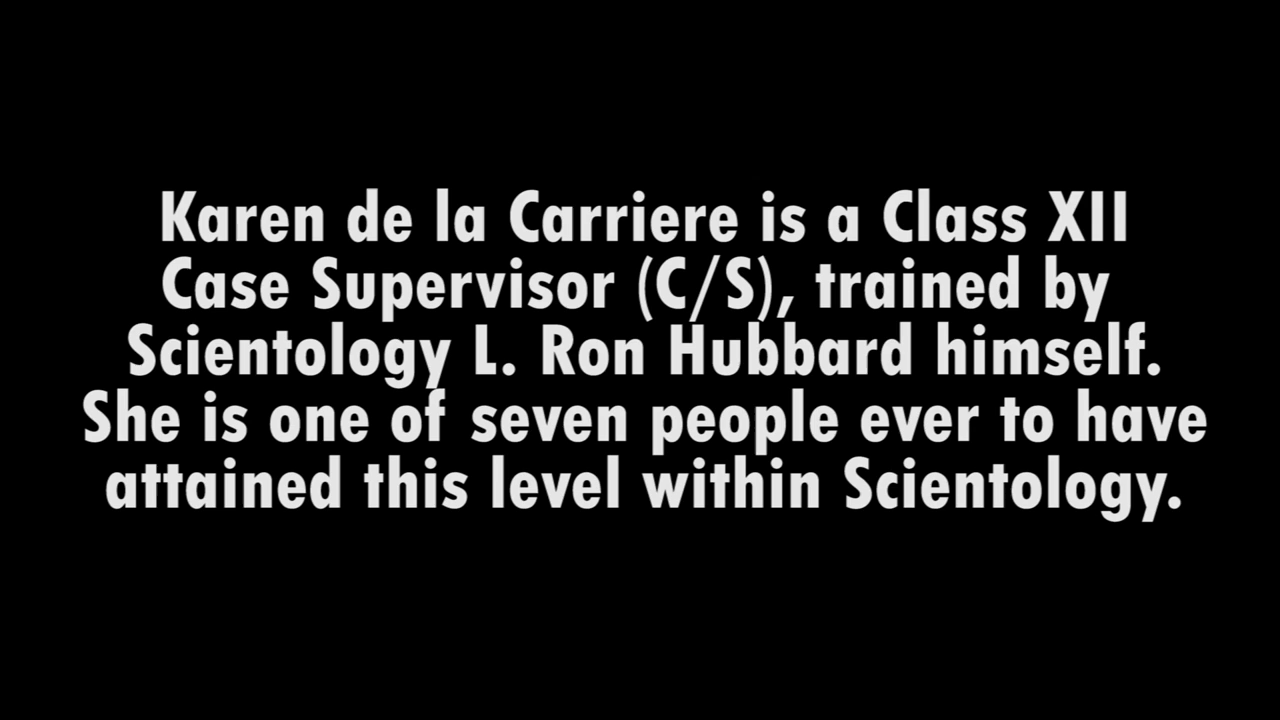 Karen de la Carriere is a Class XII
Case Supervisor (C/S), trained by
Scientology L. Ron Hubbard himself.
She is one of seven people ever to have
attained this level within Scientology.